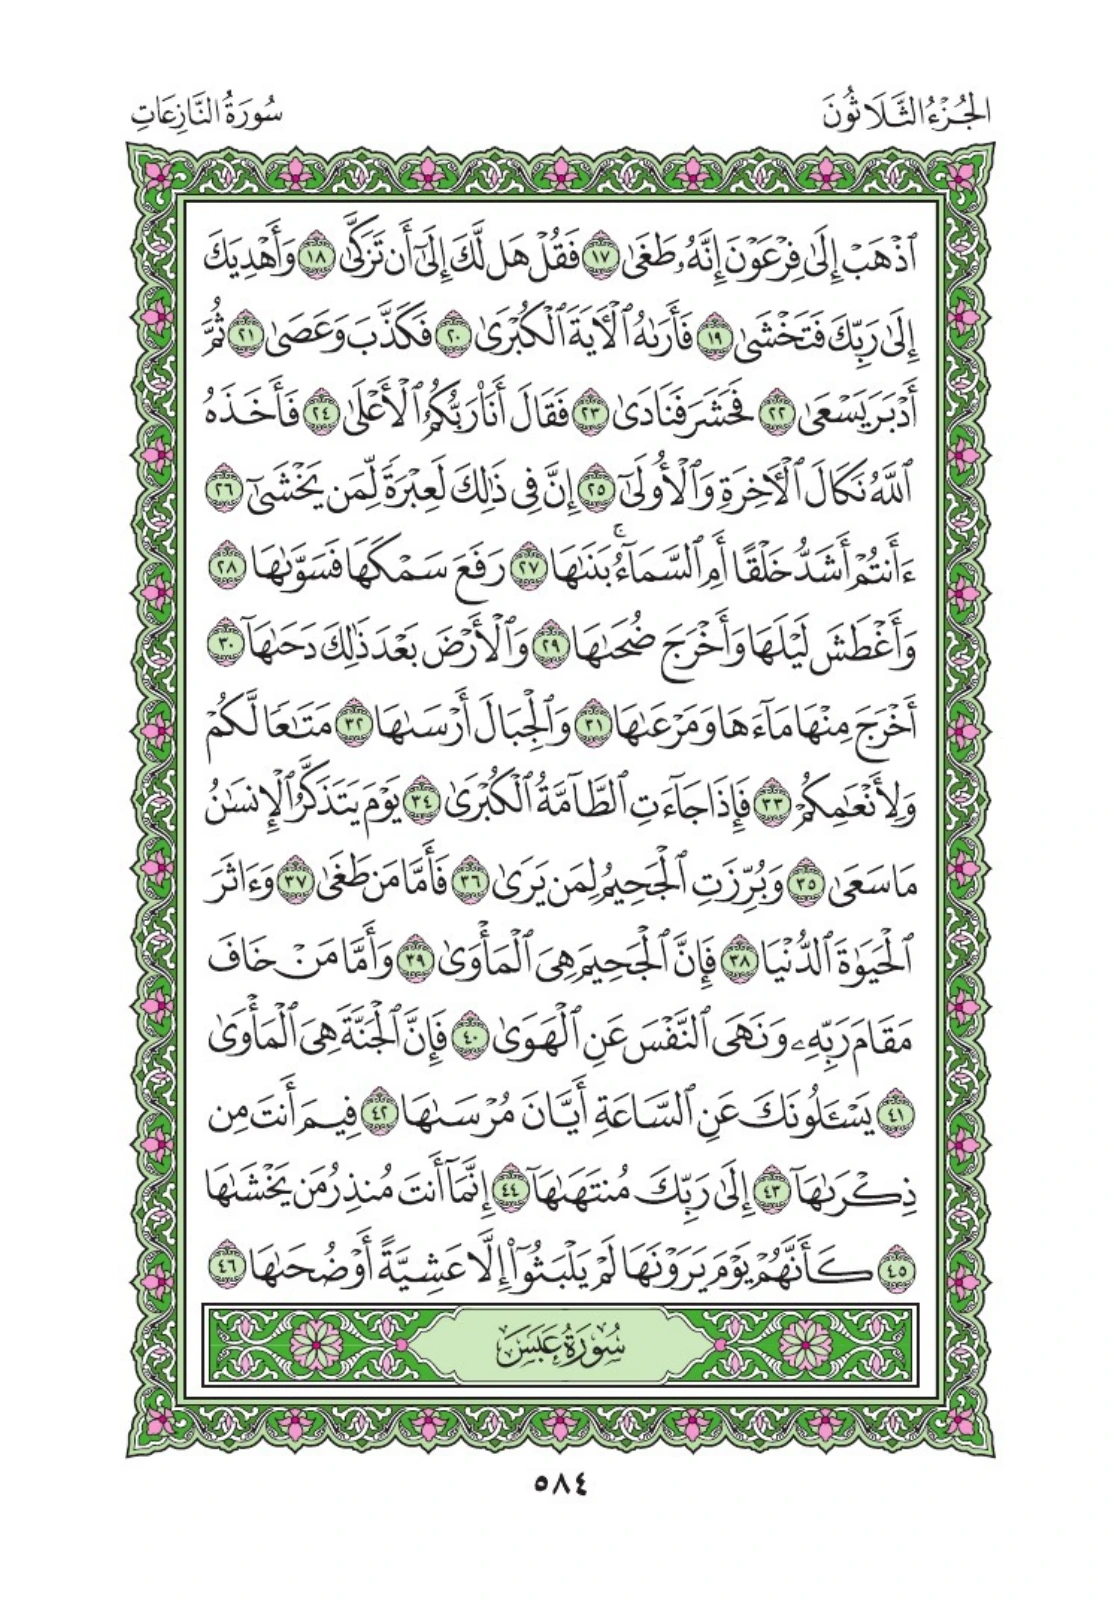 الجُزْءُ الثَّلَاثُونَ
سُورَةُ النَّازِعَاتِ
ٱذۡهَبۡ إِلَىٰ فِرۡعَوۡنَ إِنَّهُۥ طَغَىٰ ١٧ فَقُلۡ هَل لَّكَ إِلَىٰٓ أَن تَزَكَّىٰ ١٨ وَأَهۡدِيَكَ
إِلَىٰ رَبِّكَ فَتَخۡشَىٰ ١٩ فَأَرَىٰهُ ٱلۡأٓيَةَ ٱلۡكُبۡرَىٰ ٢٠ فَكَذَّبَ وَعَصَىٰ ٢١ ثُمَّ
أَدۡبَرَ يَسۡعَىٰ ٢٢ فَحَشَرَ فَنَادَىٰ ٢٣ فَقَالَ أَنَا۠ رَبُّكُمُ ٱلۡأَعۡلَىٰ ٢٤ فَأَخَذَهُ
ٱللَّهُ نَكَالَ ٱلۡأٓخِرَةِ وَٱلۡأُولَىٰٓ ٢٥ إِنَّ فِي ذَٰلِكَ لَعِبۡرَةٗ لِّمَن يَخۡشَىٰٓ ٢٦
ءَأَنتُمۡ أَشَدُّ خَلۡقًا أَمِ ٱلسَّمَآءُۚ بَنَىٰهَا ٢٧ رَفَعَ سَمۡكَهَا فَسَوَّىٰهَا ٢٨
وَأَغۡطَشَ لَيۡلَهَا وَأَخۡرَجَ ضُحَىٰهَا ٢٩ وَٱلۡأَرۡضَ بَعۡدَ ذَٰلِكَ دَحَىٰهَآ ٣٠
أَخۡرَجَ مِنۡهَا مَآءَهَا وَمَرۡعَىٰهَا ٣١ وَٱلۡجِبَالَ أَرۡسَىٰهَا ٣٢ مَتَٰعٗا لَّكُمۡ
وَلِأَنۡعَٰمِكُمۡ ٣٣ فَإِذَا جَآءَتِ ٱلطَّآمَّةُ ٱلۡكُبۡرَىٰ ٣٤ يَوۡمَ يَتَذَكَّرُ ٱلۡإِنسَٰنُ
مَا سَعَىٰ ٣٥ وَبُرِّزَتِ ٱلۡجَحِيمُ لِمَن يَرَىٰ ٣٦ فَأَمَّا مَن طَغَىٰ ٣٧ وَءَاثَرَ
ٱلۡحَيَوٰةَ ٱلدُّنۡيَا ٣٨ فَإِنَّ ٱلۡجَحِيمَ هِيَ ٱلۡمَأۡوَىٰ ٣٩ وَأَمَّا مَنۡ خَافَ
مَقَامَ رَبِّهِۦ وَنَهَى ٱلنَّفۡسَ عَنِ ٱلۡهَوَىٰ ٤٠ فَإِنَّ ٱلۡجَنَّةَ هِيَ ٱلۡمَأۡوَىٰ
٤١ يَسۡـَٔلُونَكَ عَنِ ٱلسَّاعَةِ أَيَّانَ مُرۡسَىٰهَا ٤٢ فِيمَ أَنتَ مِن
ذِكۡرَىٰهَآ ٤٣ إِلَىٰ رَبِّكَ مُنتَهَىٰهَآ ٤٤ إِنَّمَآ أَنتَ مُنذِرُ مَن يَخۡشَىٰهَا
٤٥ كَأَنَّهُمۡ يَوۡمَ يَرَوۡنَهَا لَمۡ يَلۡبَثُوٓاْ إِلَّا عَشِيَّةً أَوۡ ضُحَىٰهَا ٤٦
سُورَةُ عَبَسَ
٥٨٤